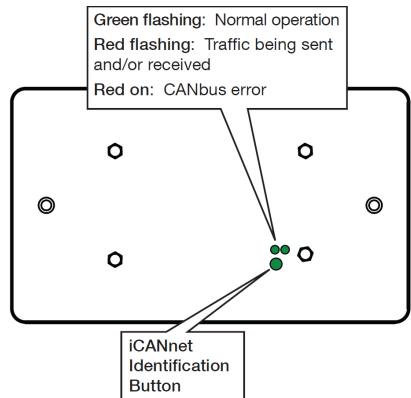 Green flashing: Normal operation
Red flashing: Traffic being sent
and/or received
Red on: CANbus error
iCANnet
Identification
Button